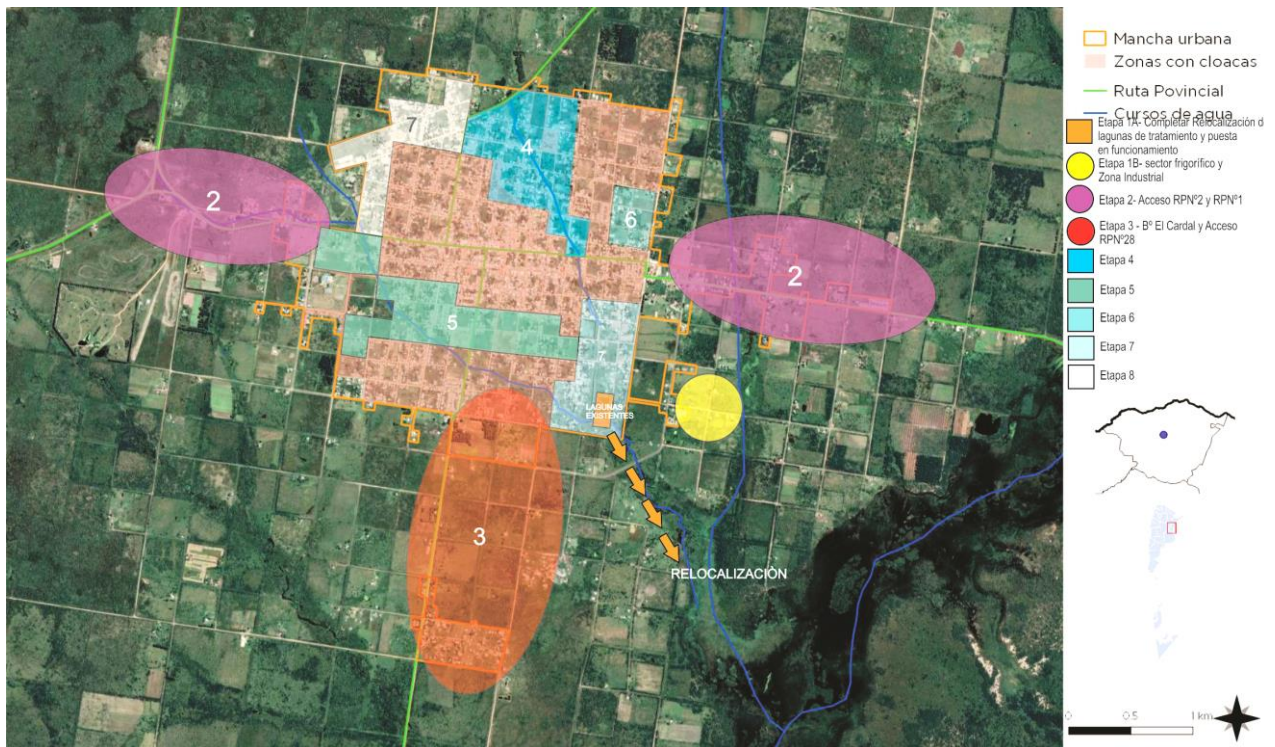 7
4
2
6
2
5
7
LAGUNAS
EXISTENTES
3
RELOCALIZACIÓN
Mancha urbana
Zonas con cloacas
Ruta Povincial
Cursos de agua
Etapa 1A- Completar Relocalización de
lagunas de tratamiento y puesta
en funcionamiento
Etapa 1B- sector frigorífico y
Zona Industrial
Etapa 2- Acceso RPNº2 y RPNº1
Etapa 3 - Bº El Cardal y Acceso
RPNº28
Etapa 4
Etapa 5
Etapa 6
Etapa 7
Etapa 8
0 0.5 1 km